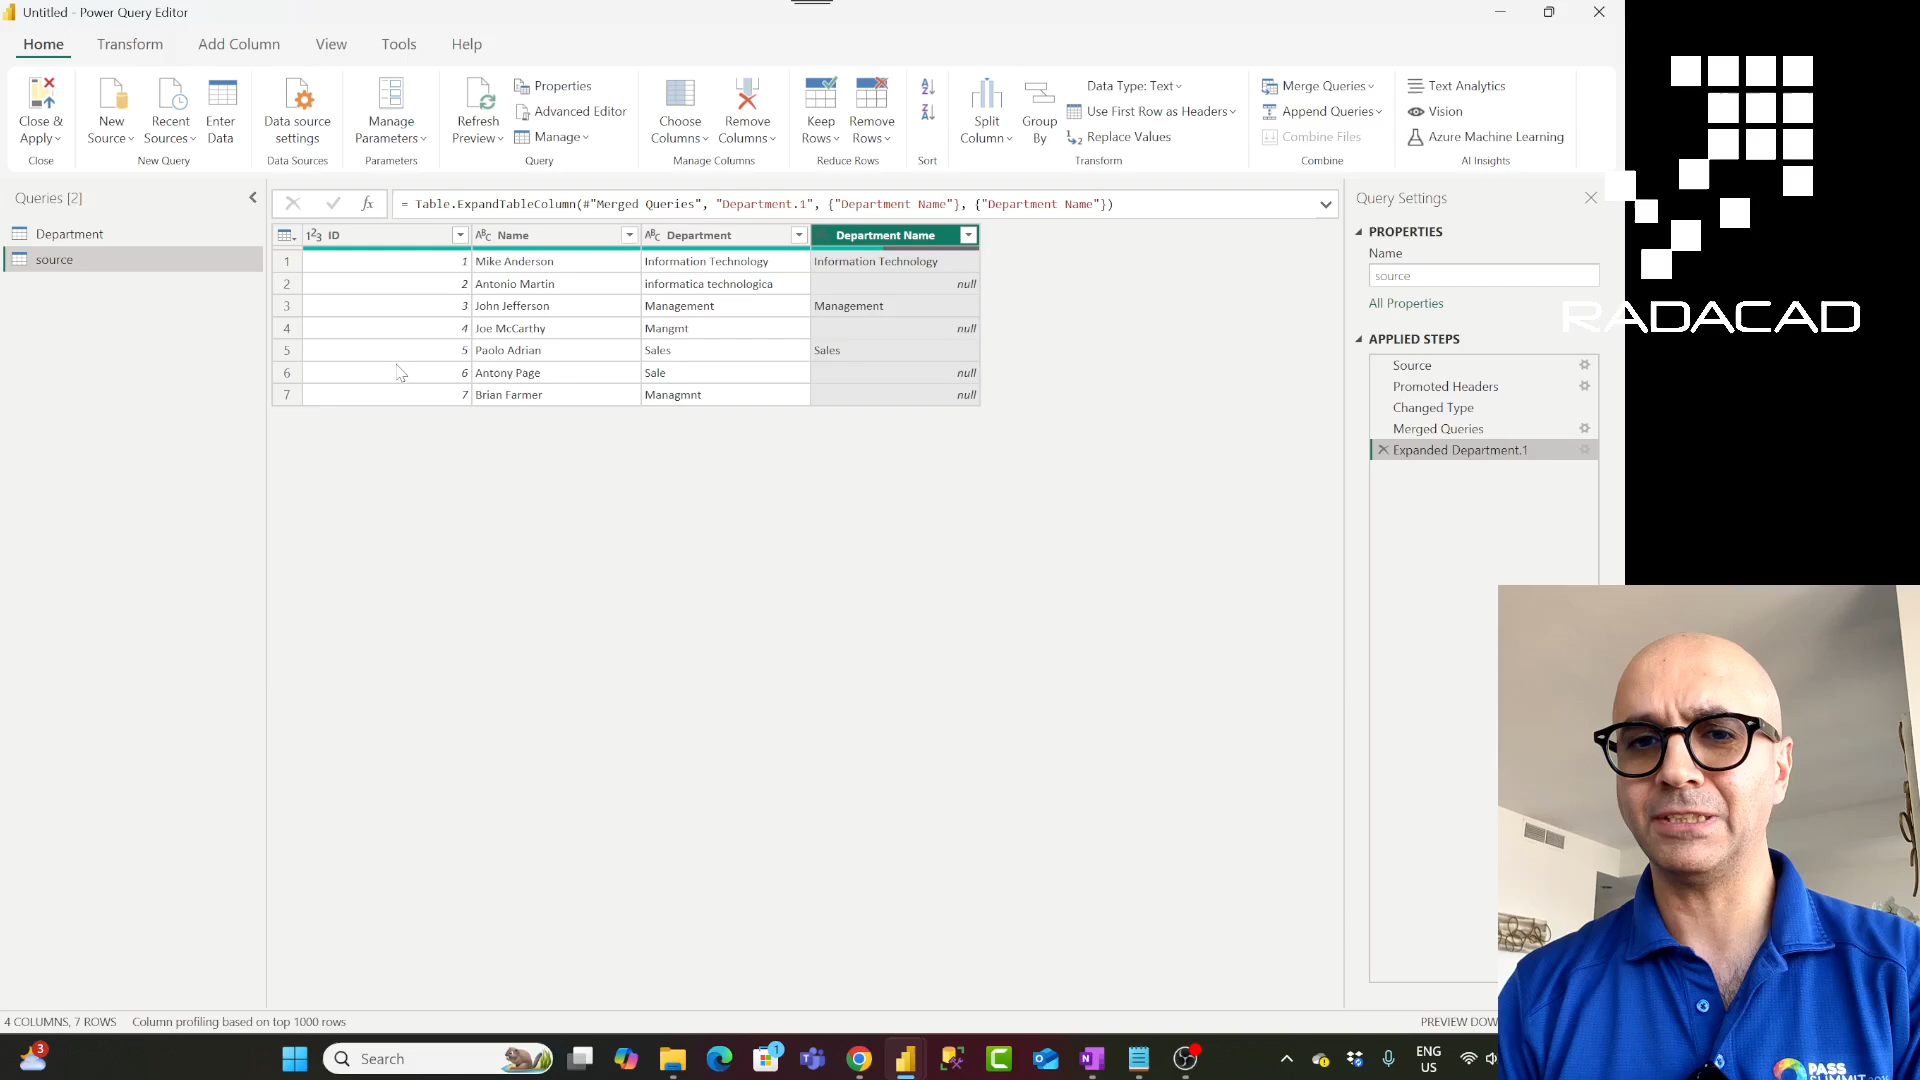 Untitled - Power Query Editor
Home Transform Add Column View Tools Help
Close & Apply
Close
New Source
Recent Sources
Enter Data
New Query
Data source settings
Data Sources
Manage Parameters
Parameters
Refresh Preview
Properties
Advanced Editor
Manage
Query
Choose Columns
Remove Columns
Manage Columns
Keep Rows
Remove Rows
Reduce Rows
Sort
Split Column
Group By
Data Type: Text
Use First Row as Headers
Replace Values
Transform
Merge Queries
Append Queries
Combine Files
Combine
Text Analytics
Vision
Azure Machine Learning
AI Insights
RADACAD
Queries [2]
Department
source
fx = Table.ExpandTableColumn(#"Merged Queries", "Department.1", {"Department Name"}, {"Department Name"})
123 ID ABC Name ABC Department Department Name
1 1 Mike Anderson Information Technology Information Technology
2 2 Antonio Martin informatica technologica null
3 3 John Jefferson Management Management
4 4 Joe McCarthy Mangmt null
5 5 Paolo Adrian Sales Sales
6 6 Antony Page Sale null
7 7 Brian Farmer Managmnt null
Query Settings
PROPERTIES
Name
source
All Properties
APPLIED STEPS
Source
Promoted Headers
Changed Type
Merged Queries
Expanded Department.1
4 COLUMNS, 7 ROWS Column profiling based on top 1000 rows
PREVIEW DOW
PASS
3
Search
1
ENG
US